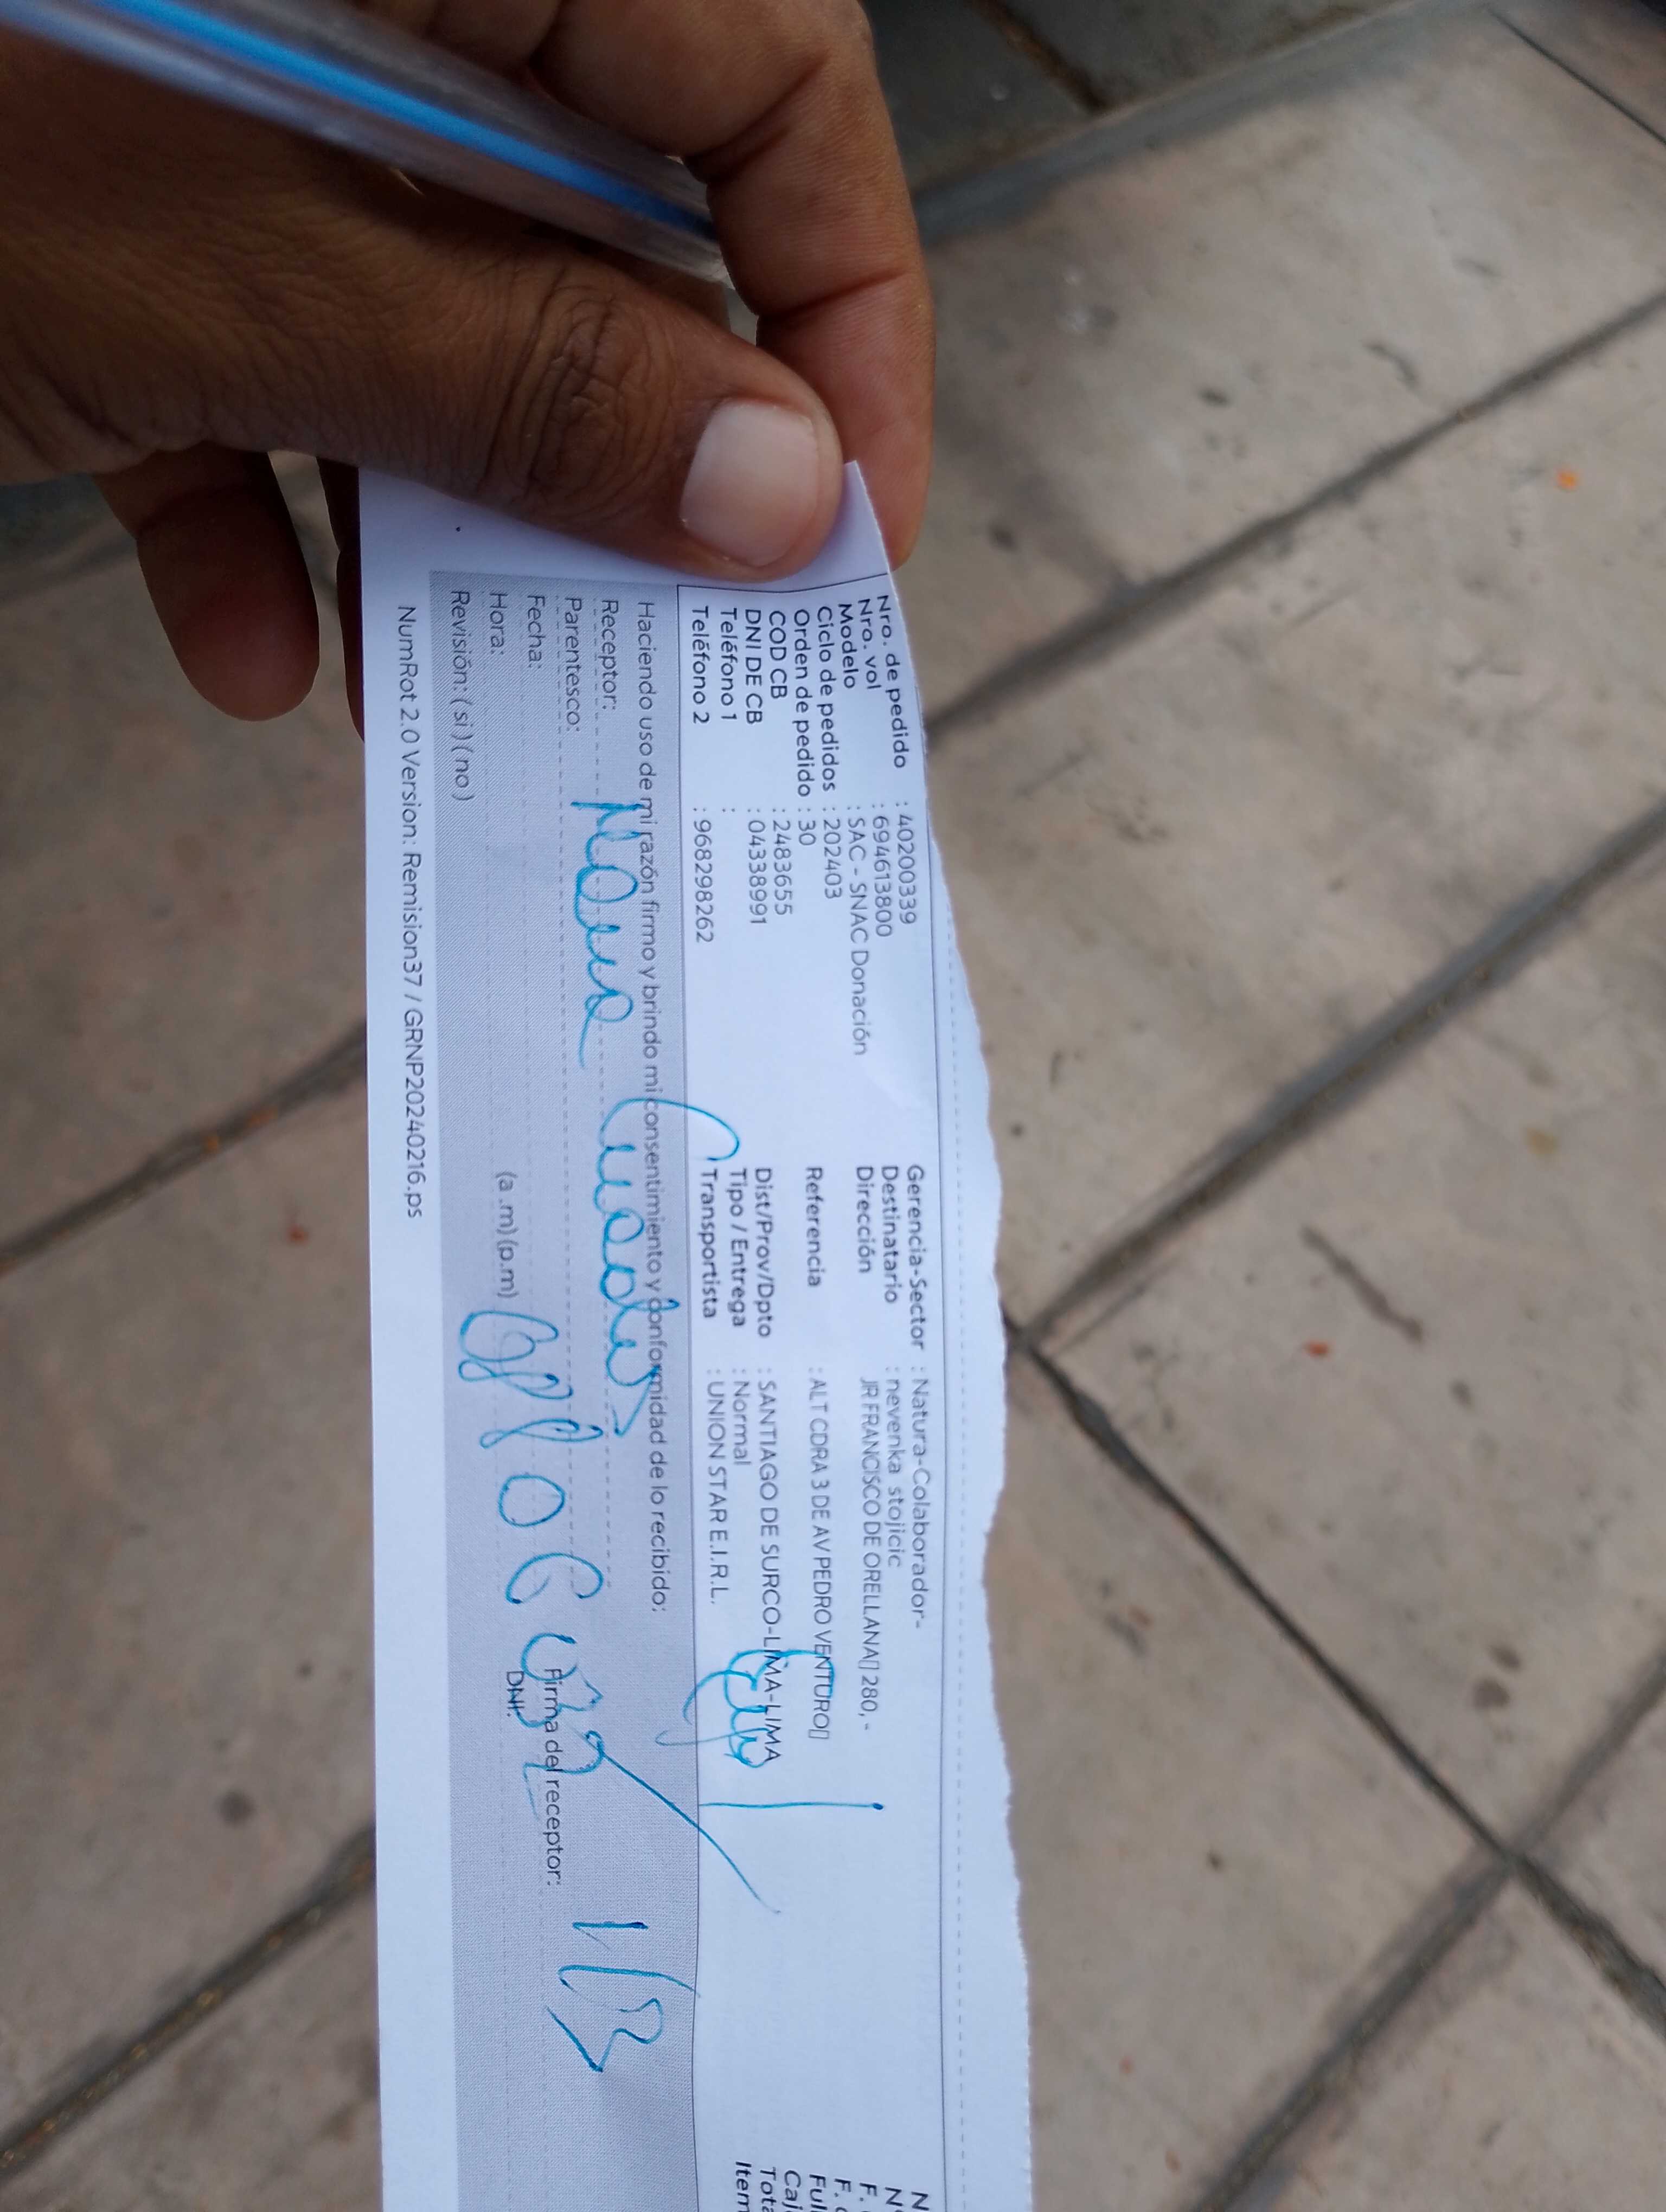 Nro. de pedido : 40200339
Nro. vol : 694613800
Modelo : SAC - SNAC Donación
Ciclo de pedidos : 202403
Orden de pedido : 30
COD CB : 2483655
DNI DE CB : 04338991
Teléfono 1 :
Teléfono 2 : 968298262
Gerencia-Sector : Natura-Colaborador-
Destinatario : nevenka stojicic
Dirección JR FRANCISCO DE ORELLANA▯ 280, -
Referencia : ALT CDRA 3 DE AV PEDRO VENTURO▯
Dist/Prov/Dpto : SANTIAGO DE SURCO-LIMA-LIMA
Tipo / Entrega : Normal
Transportista : UNION STAR E.I.R.L.
Haciendo uso de mi razón firmo y brindo mi consentimiento y conformidad de lo recibido:
Receptor:
Parentesco:
Fecha:
Hora: (a .m) (p.m)
Revisión: ( si ) ( no )
Firma del receptor:
DNI:
NumRot 2.0 Version: Remision37 / GRNP20240216.ps